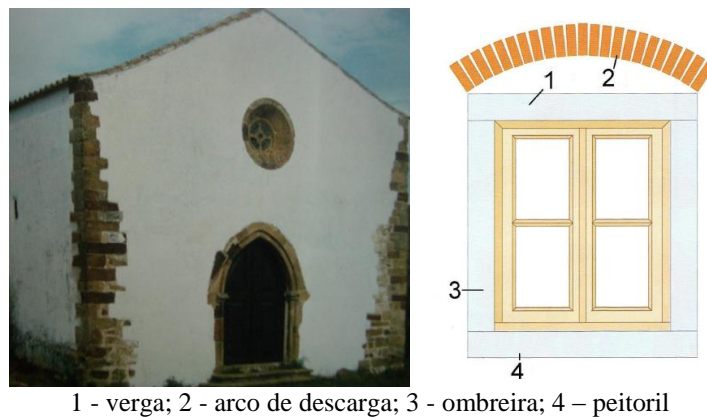 1
2
3
4
1 - verga; 2 - arco de descarga; 3 - ombreira; 4 – peitoril